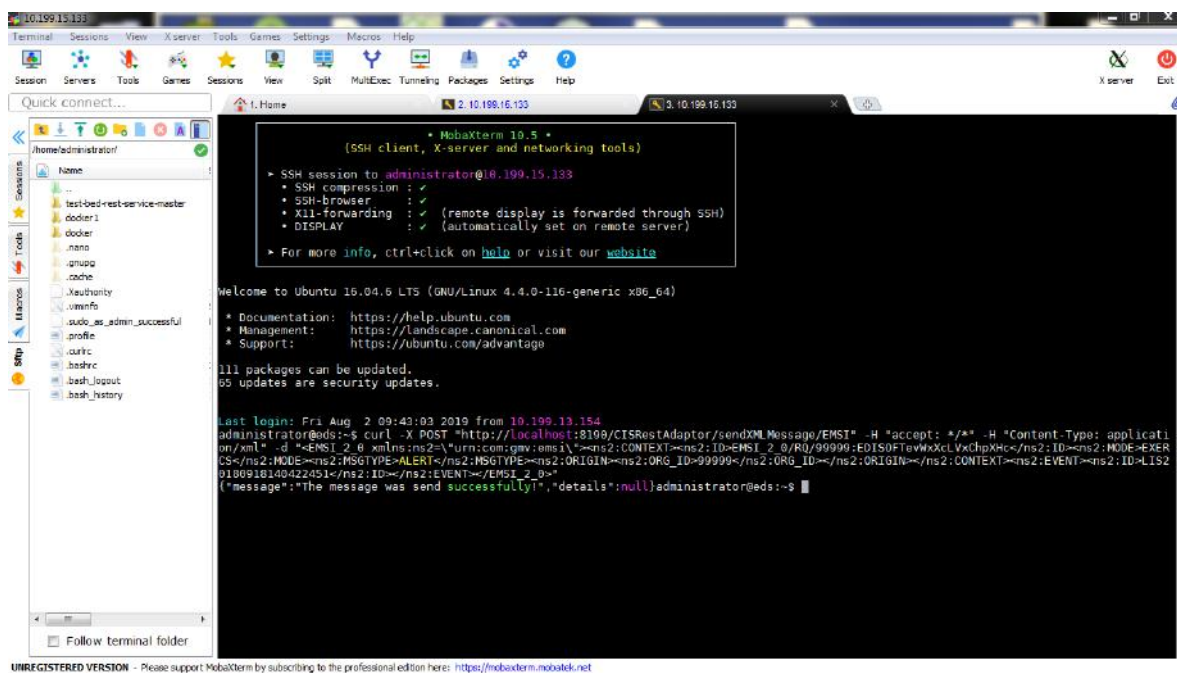 10.199.15.133
Terminal Sessions View X server Tools Games Settings Macros Help
Session Servers Tools Games Sessions View Split MultiExec Tunneling Packages Settings Help X server Exit
Quick connect...
1. Home 2. 10.199.15.133 3. 10.199.15.133
/home/administrator/
Name
..
test-bed-rest-service-master
docker1
docker
.nano
.gnupg
.cache
.Xauthority
.viminfo
.sudo_as_admin_successful
.profile
.curlrc
.bashrc
.bash_logout
.bash_history
Sessions
Tools
Macros
Sftp
• MobaXterm 10.5 •
(SSH client, X-server and networking tools)
➤ SSH session to administrator@10.199.15.133
• SSH compression : ✔
• SSH-browser : ✔
• X11-forwarding : ✔ (remote display is forwarded through SSH)
• DISPLAY : ✔ (automatically set on remote server)
➤ For more info, ctrl+click on help or visit our website
Welcome to Ubuntu 16.04.6 LTS (GNU/Linux 4.4.0-116-generic x86_64)
* Documentation: https://help.ubuntu.com
* Management: https://landscape.canonical.com
* Support: https://ubuntu.com/advantage
111 packages can be updated.
65 updates are security updates.
Last login: Fri Aug 2 09:43:03 2019 from 10.199.13.154
administrator@eds:~$ curl -X POST "http://localhost:8190/CISRestAdaptor/sendXMLMessage/EMSI" -H "accept: */*" -H "Content-Type: applicati
on/xml" -d "<EMSI_2_0 xmlns:ns2=\"urn:com:gmv:emsi\"><ns2:CONTEXT><ns2:ID>EMSI_2_0/RQ/99999:EDISOFTevWxXcLVxChpXHc</ns2:ID><ns2:MODE>EXER
CS</ns2:MODE><ns2:MSGTYPE>ALERT</ns2:MSGTYPE><ns2:ORIGIN><ns2:ORG_ID>99999</ns2:ORG_ID></ns2:ORIGIN></ns2:CONTEXT><ns2:EVENT><ns2:ID>LIS2
0180918140422451</ns2:ID></ns2:EVENT></EMSI_2_0>"
{"message":"The message was send successfully!","details":null}administrator@eds:~$
Follow terminal folder
UNREGISTERED VERSION - Please support MobaXterm by subscribing to the professional edition here: https://mobaxterm.mobatek.net